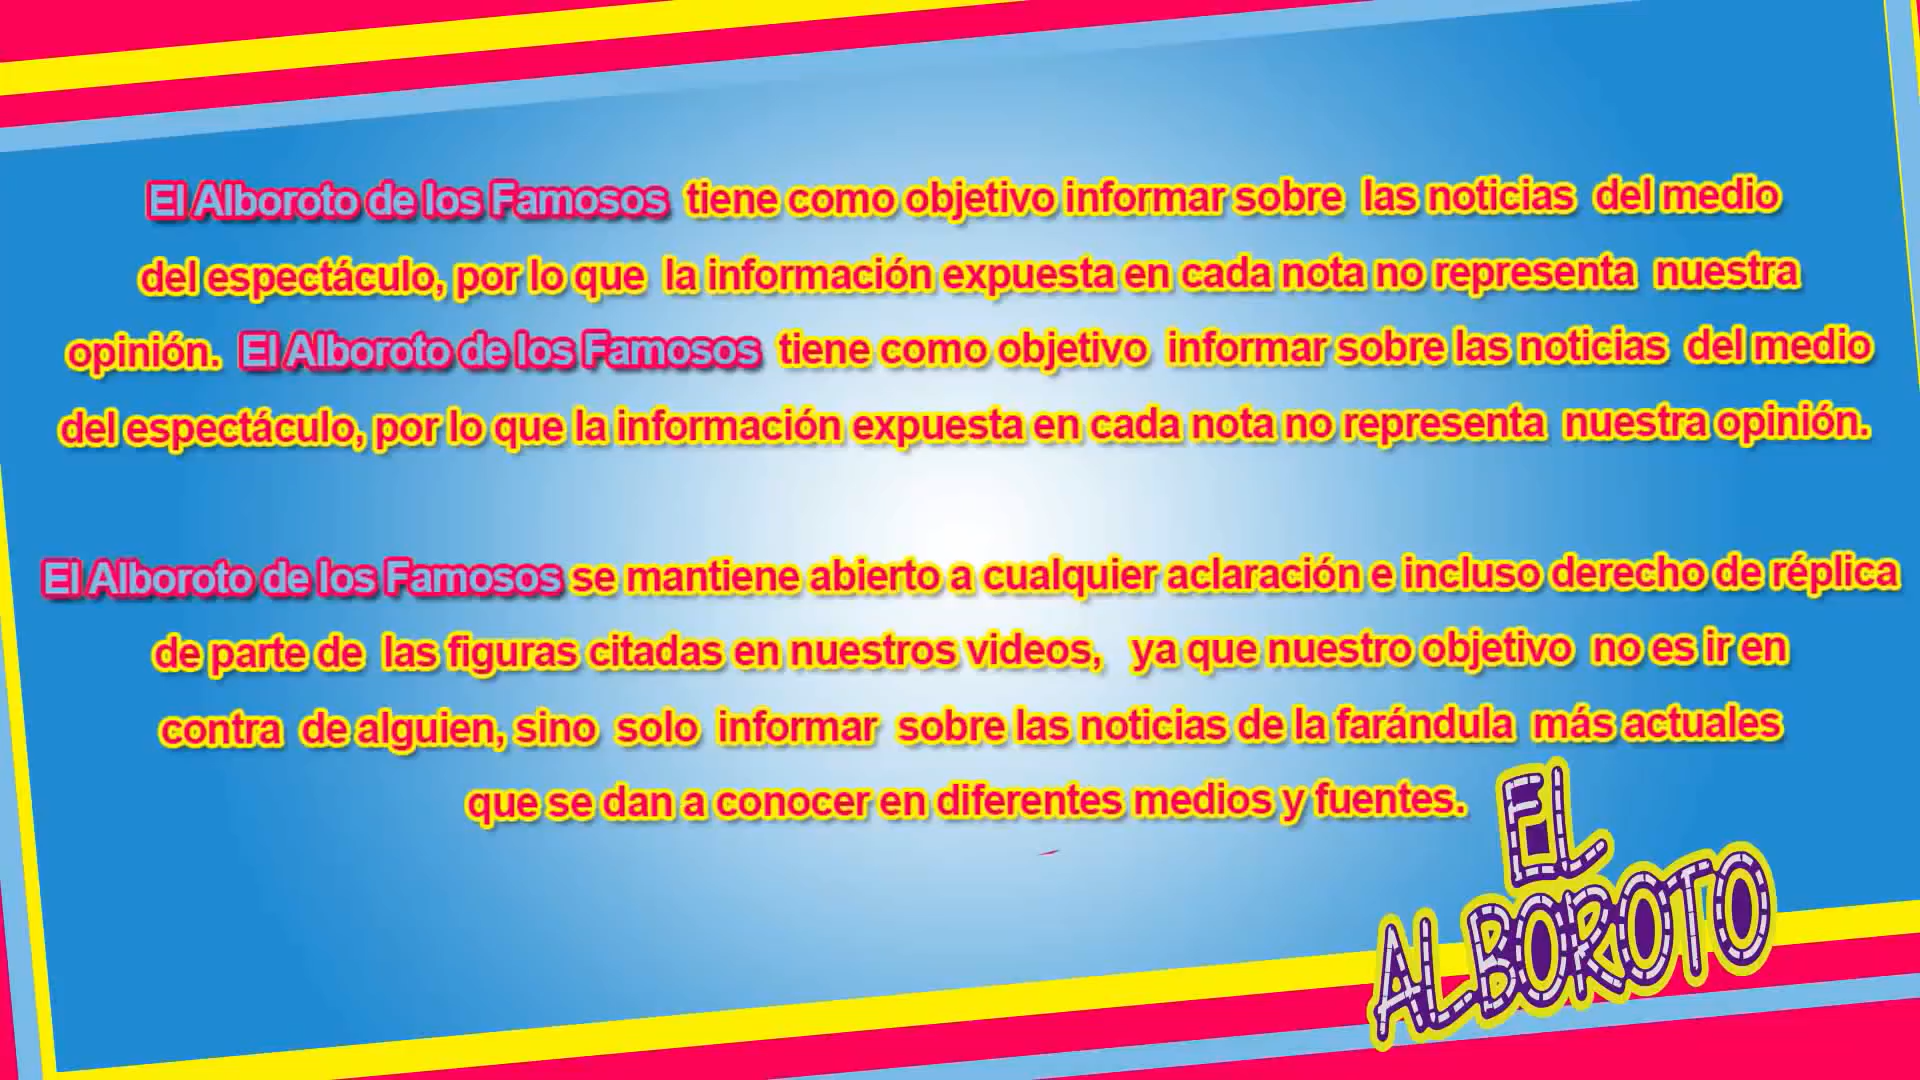 El Alboroto de los Famosos tiene como objetivo informar sobre las noticias del medio
del espectáculo, por lo que la información expuesta en cada nota no representa nuestra
opinión. El Alboroto de los Famosos tiene como objetivo informar sobre las noticias del medio
del espectáculo, por lo que la información expuesta en cada nota no representa nuestra opinión.
El Alboroto de los Famosos se mantiene abierto a cualquier aclaración e incluso derecho de réplica
de parte de las figuras citadas en nuestros videos, ya que nuestro objetivo no es ir en
contra de alguien, sino solo informar sobre las noticias de la farándula más actuales
que se dan a conocer en diferentes medios y fuentes.
EL
ALBOROTO